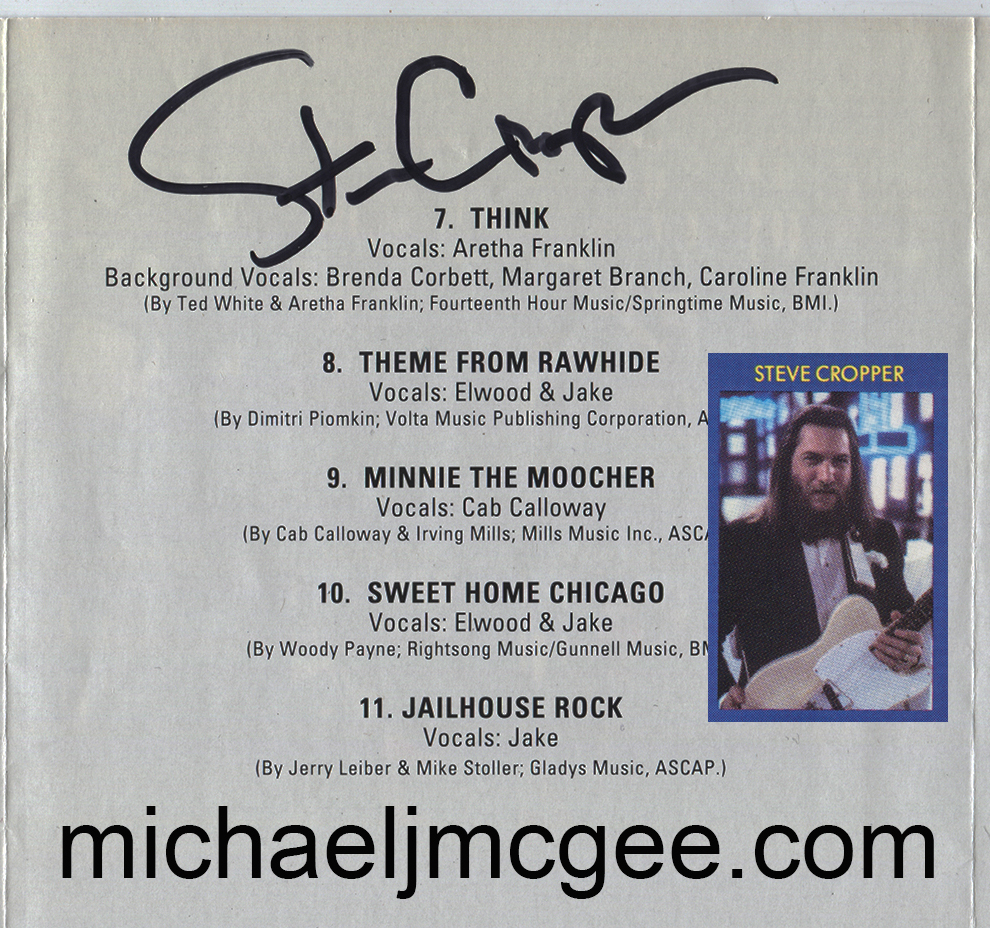 Steve Cropper
7. THINK
Vocals: Aretha Franklin
Background Vocals: Brenda Corbett, Margaret Branch, Caroline Franklin
(By Ted White & Aretha Franklin; Fourteenth Hour Music/Springtime Music, BMI.)
8. THEME FROM RAWHIDE
Vocals: Elwood & Jake
(By Dimitri Piomkin; Volta Music Publishing Corporation, A
STEVE CROPPER
9. MINNIE THE MOOCHER
Vocals: Cab Calloway
(By Cab Calloway & Irving Mills; Mills Music Inc., ASCA
10. SWEET HOME CHICAGO
Vocals: Elwood & Jake
(By Woody Payne; Rightsong Music/Gunnell Music, BM
11. JAILHOUSE ROCK
Vocals: Jake
(By Jerry Leiber & Mike Stoller; Gladys Music, ASCAP.)
michaeljmcgee.com